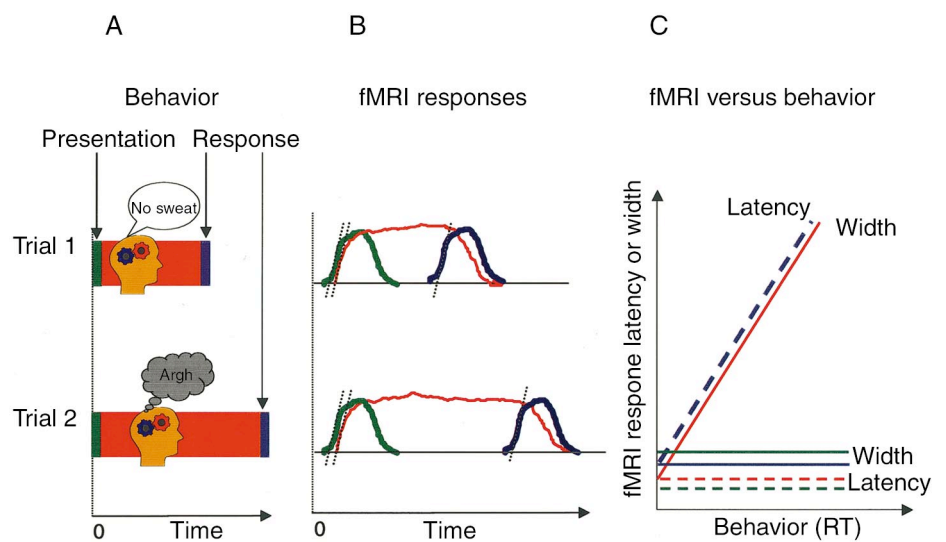 A
B
C
Behavior
fMRI responses
fMRI versus behavior
Presentation
Response
No sweat
Trial 1
Argh
Trial 2
0
Time
0
Time
fMRI respone latency or width
Latency
Width
Width
Latency
Behavior (RT)